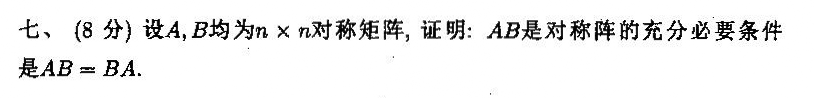 七、 (8 分) 设A, B均为n × n对称矩阵, 证明: AB是对称阵的充分必要条件
是AB = BA.